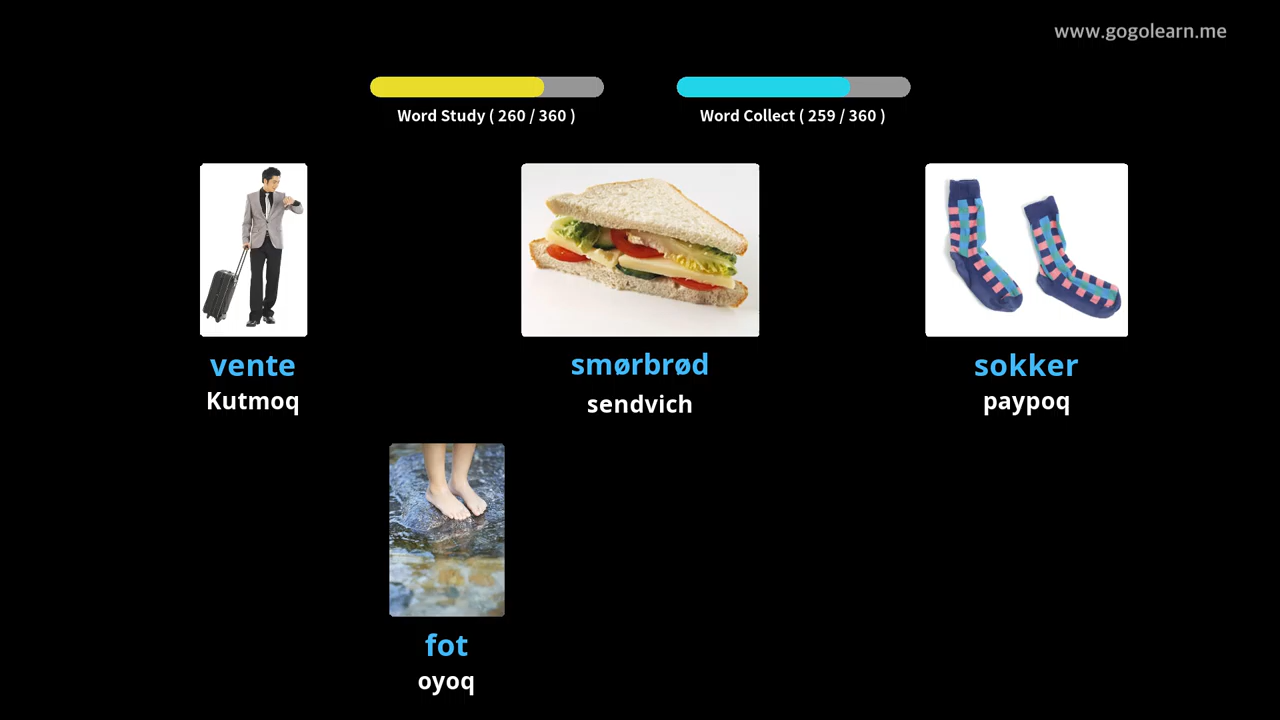 www.gogolearn.me
Word Study ( 260 / 360 )
Word Collect ( 259 / 360 )
vente
Kutmoq
smørbrød
sendvich
sokker
paypoq
fot
oyoq